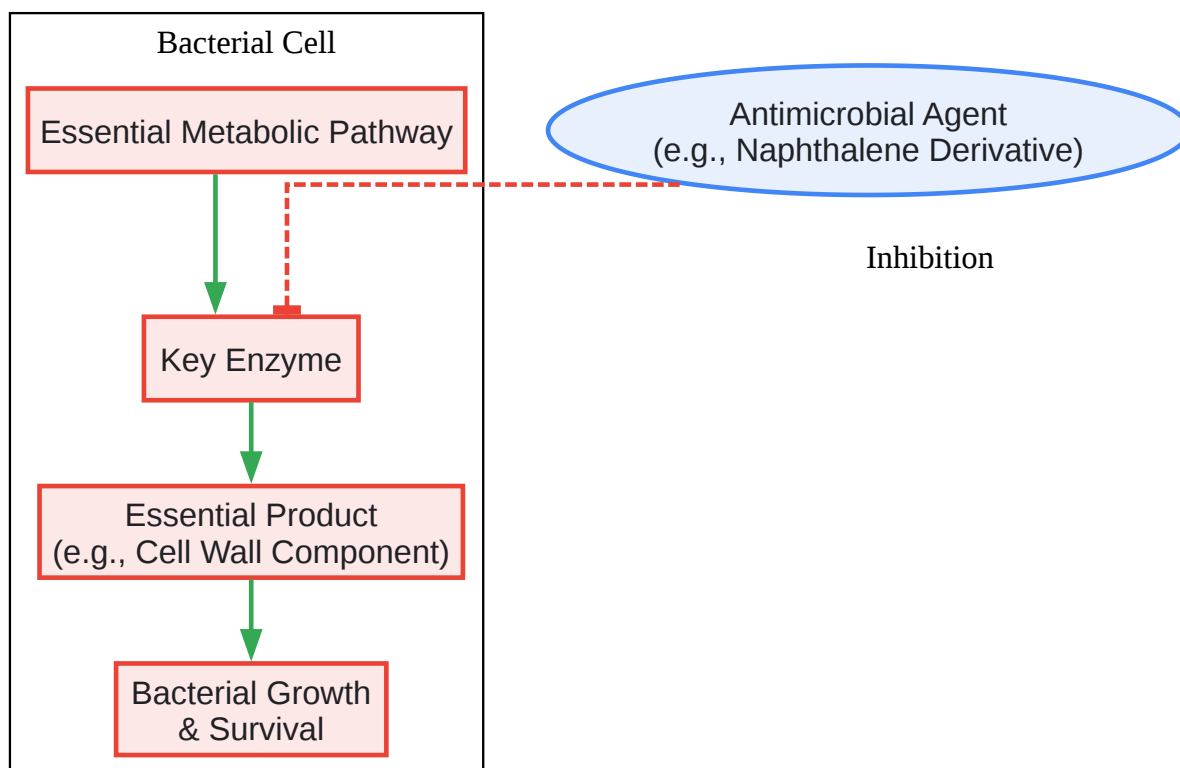 Bacterial Cell
Essential Metabolic Pathway
Antimicrobial Agent
(e.g., Naphthalene Derivative)
Inhibition
Key Enzyme
Essential Product
(e.g., Cell Wall Component)
Bacterial Growth
& Survival